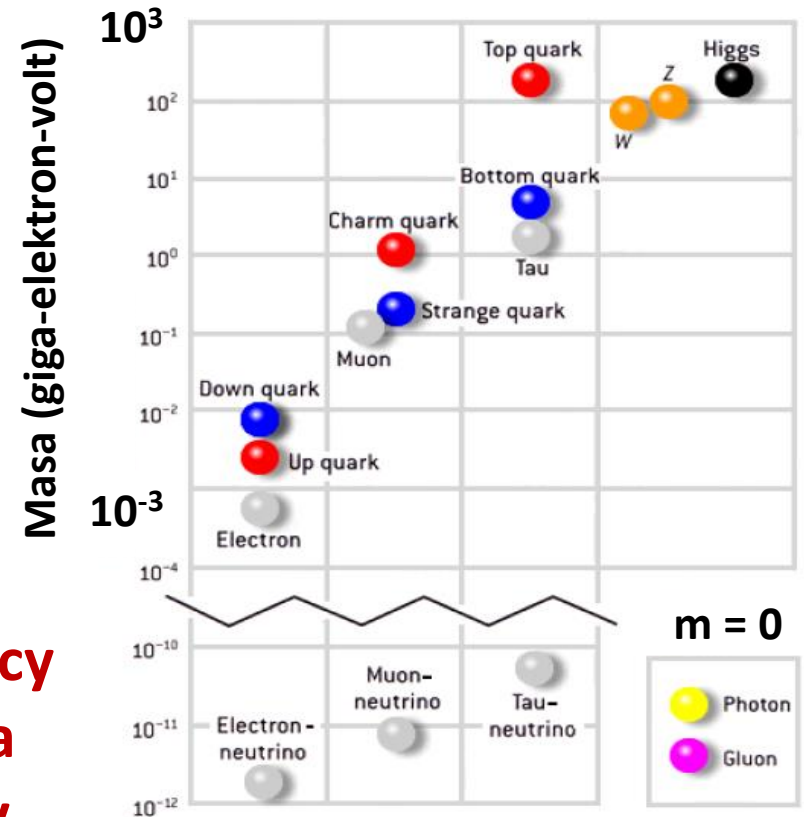 10³
Top quark
Higgs
Z
10²
W
10¹
Bottom quark
Charm quark
10⁰
Tau
Strange quark
10⁻¹
Muon
Down quark
10⁻²
Up quark
10⁻³
Electron
10⁻⁴
Masa (giga-elektron-volt)
m = 0
10⁻¹⁰
cy
Muon-
neutrino
Tau-
neutrino
Photon
10⁻¹¹
Electron-
neutrino
a
Gluon
10⁻¹²